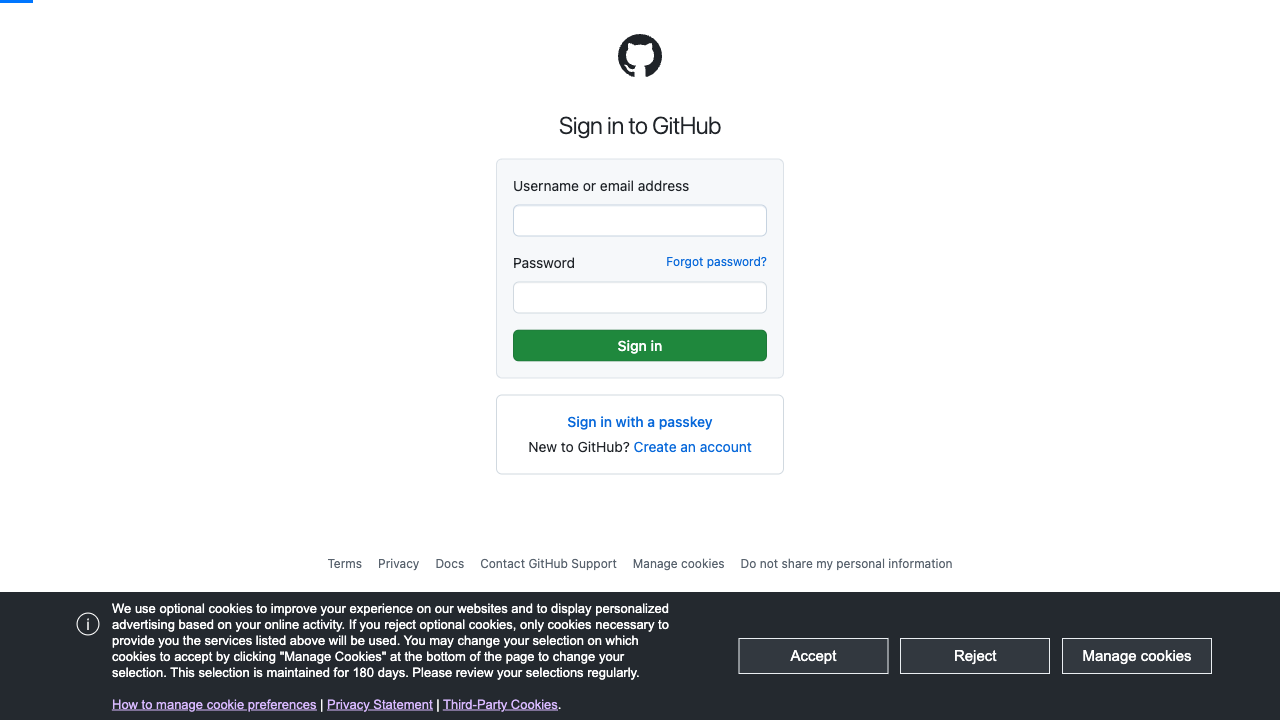 Sign in to GitHub
Username or email address
Password
Forgot password?
Sign in
Sign in with a passkey
New to GitHub? Create an account
Terms
Privacy
Docs
Contact GitHub Support
Manage cookies
Do not share my personal information
We use optional cookies to improve your experience on our websites and to display personalized
advertising based on your online activity. If you reject optional cookies, only cookies necessary to
provide you the services listed above will be used. You may change your selection on which
cookies to accept by clicking "Manage Cookies" at the bottom of the page to change your
selection. This selection is maintained for 180 days. Please review your selections regularly.
How to manage cookie preferences | Privacy Statement | Third-Party Cookies.
Accept
Reject
Manage cookies